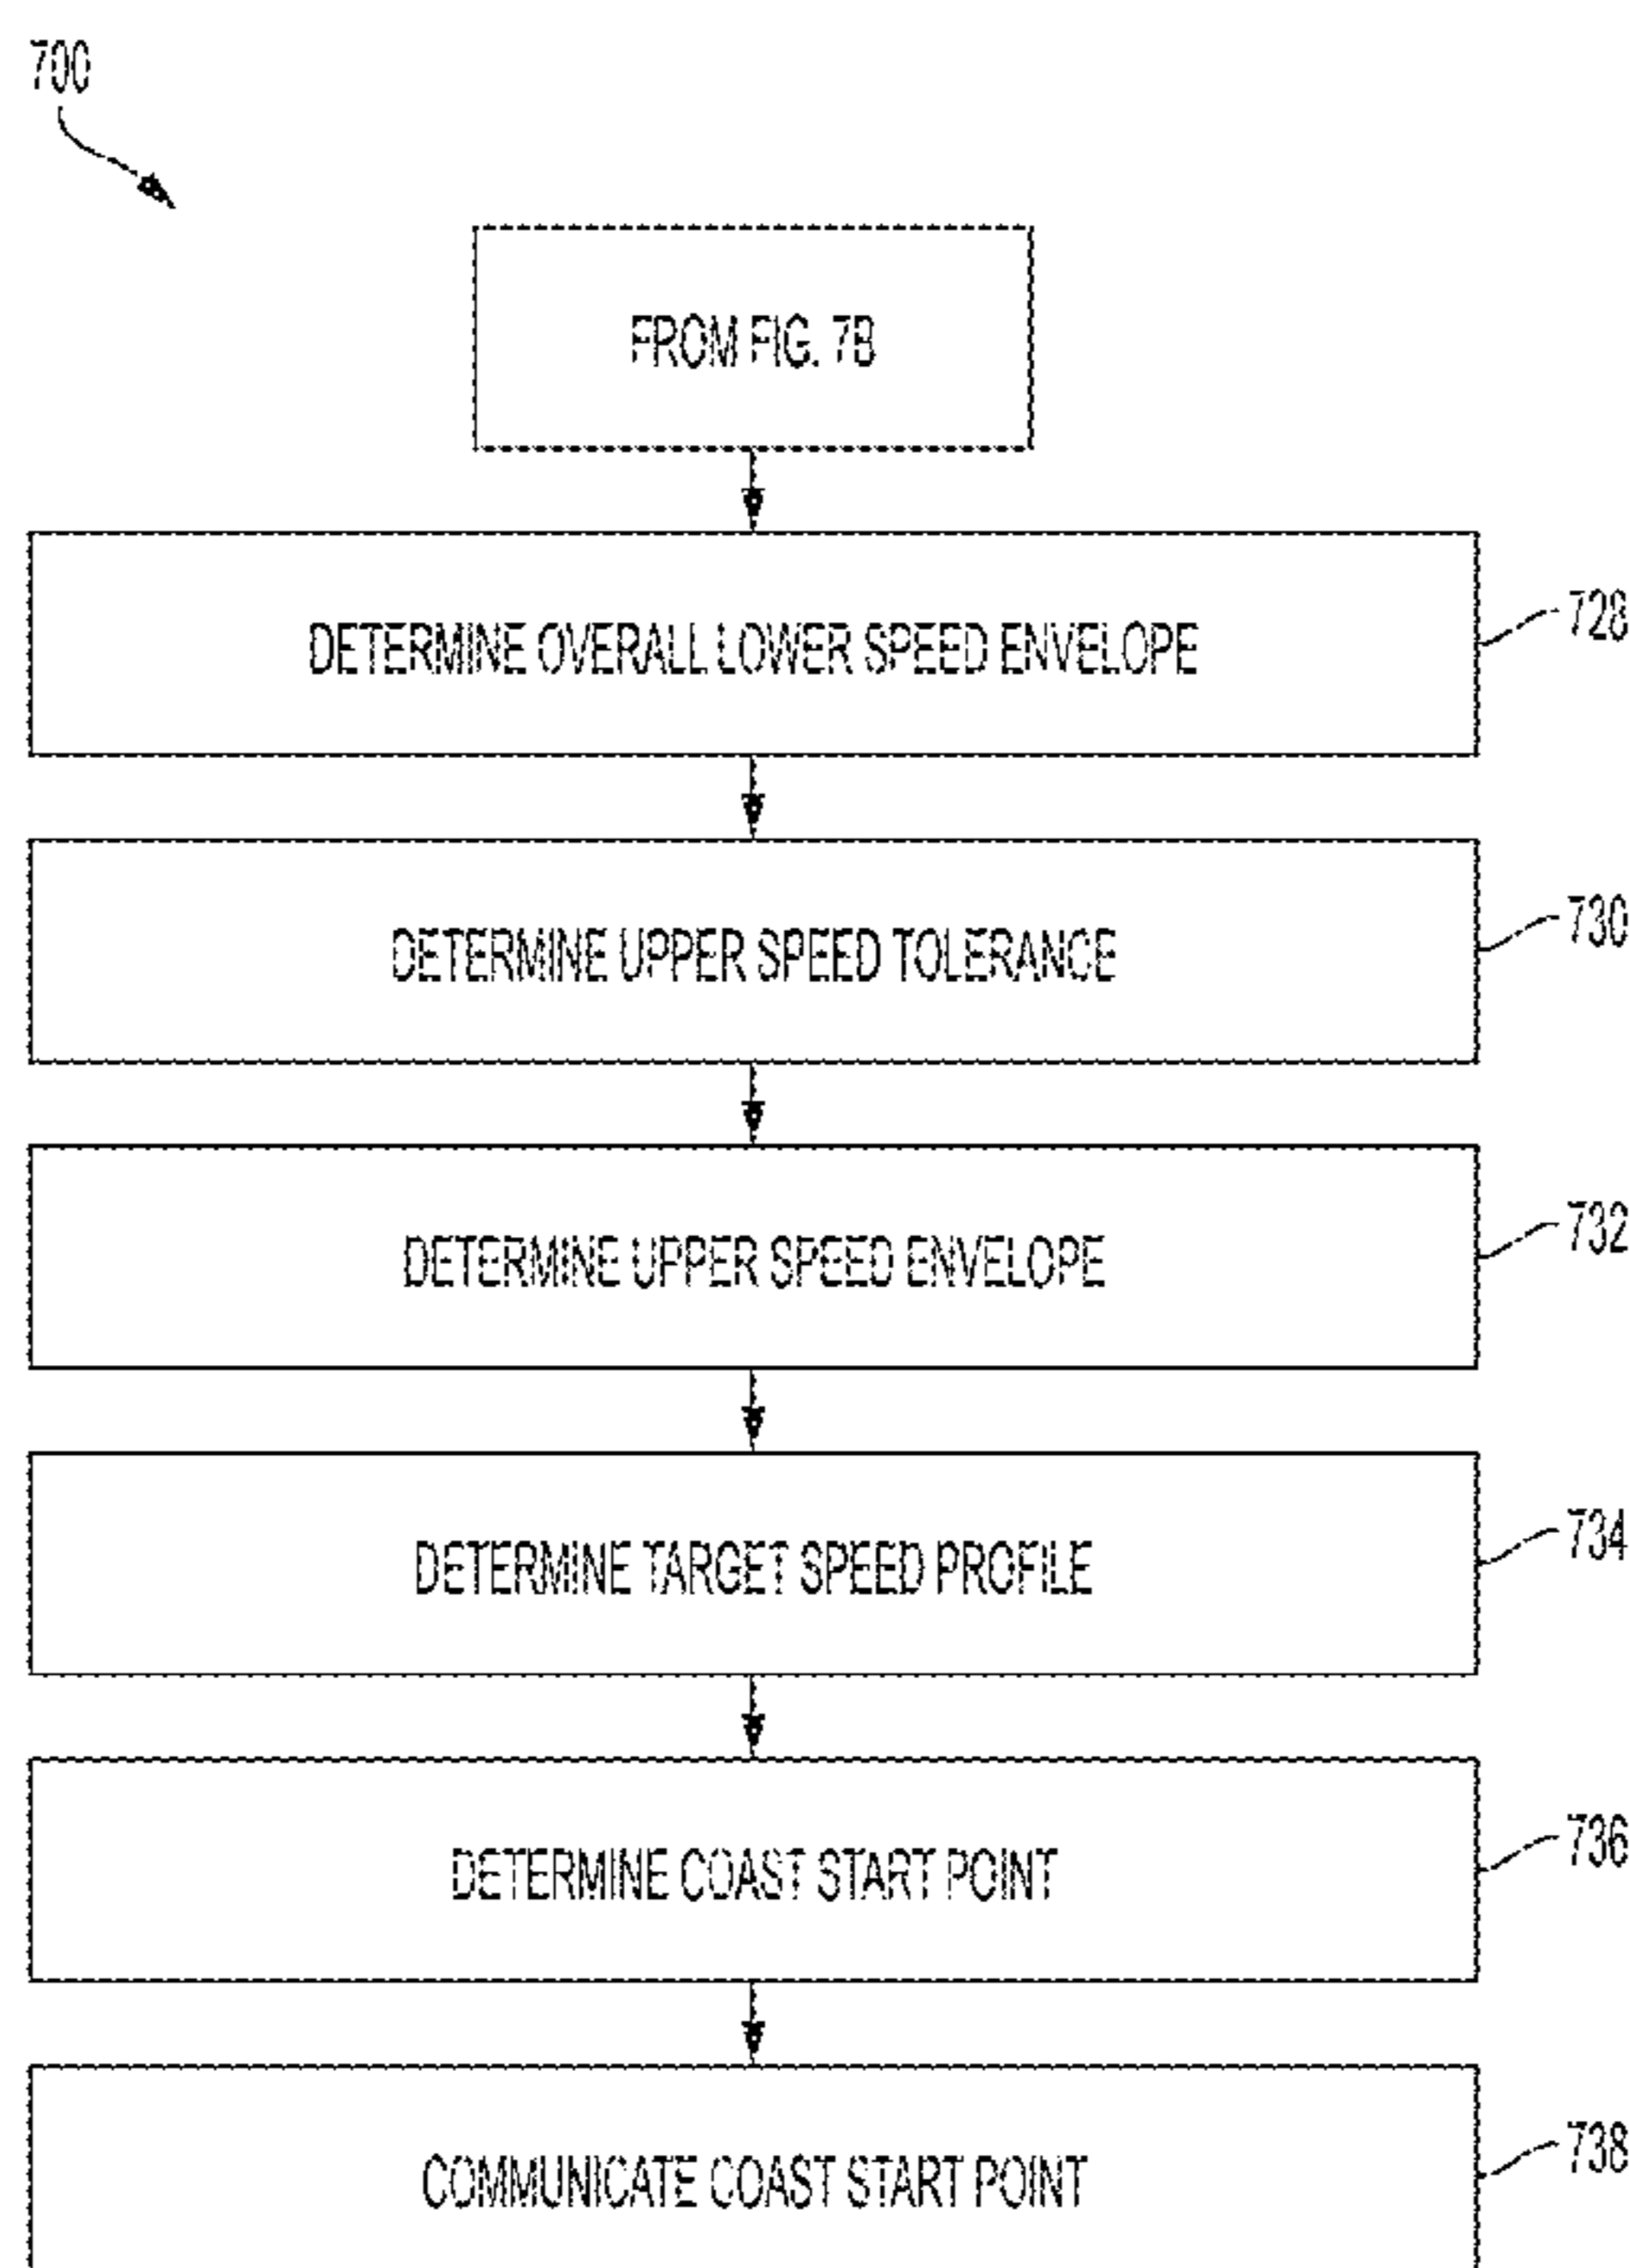 700
FROM FIG. 7B
DETERMINE OVERALL LOWER SPEED ENVELOPE
728
DETERMINE UPPER SPEED TOLERANCE
730
DETERMINE UPPER SPEED ENVELOPE
732
DETERMINE TARGET SPEED PROFILE
734
DETERMINE COAST START POINT
736
COMMUNICATE COAST START POINT
738